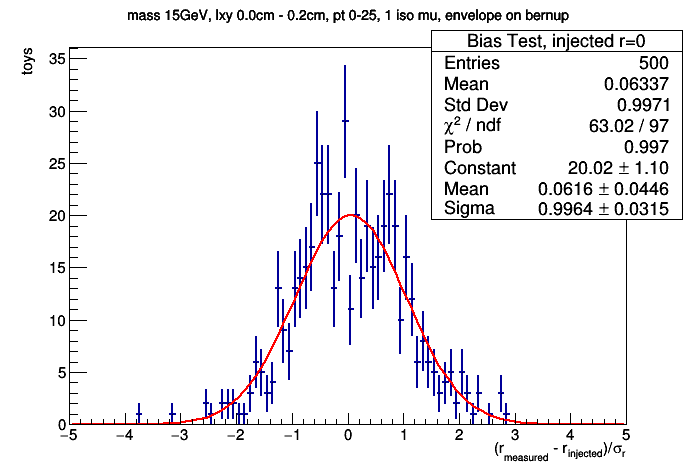 mass 15GeV, lxy 0.0cm - 0.2cm, pt 0-25, 1 iso mu, envelope on bernup
Bias Test, injected r=0
Entries 500
Mean 0.06337
Std Dev 0.9971
χ² / ndf 63.02 / 97
Prob 0.997
Constant 20.02 ± 1.10
Mean 0.0616 ± 0.0446
Sigma 0.9964 ± 0.0315
toys
35
30
25
20
15
10
5
0
−5 −4 −3 −2 −1 0 1 2 3 4 5
(r_measured - r_injected)/σ_r